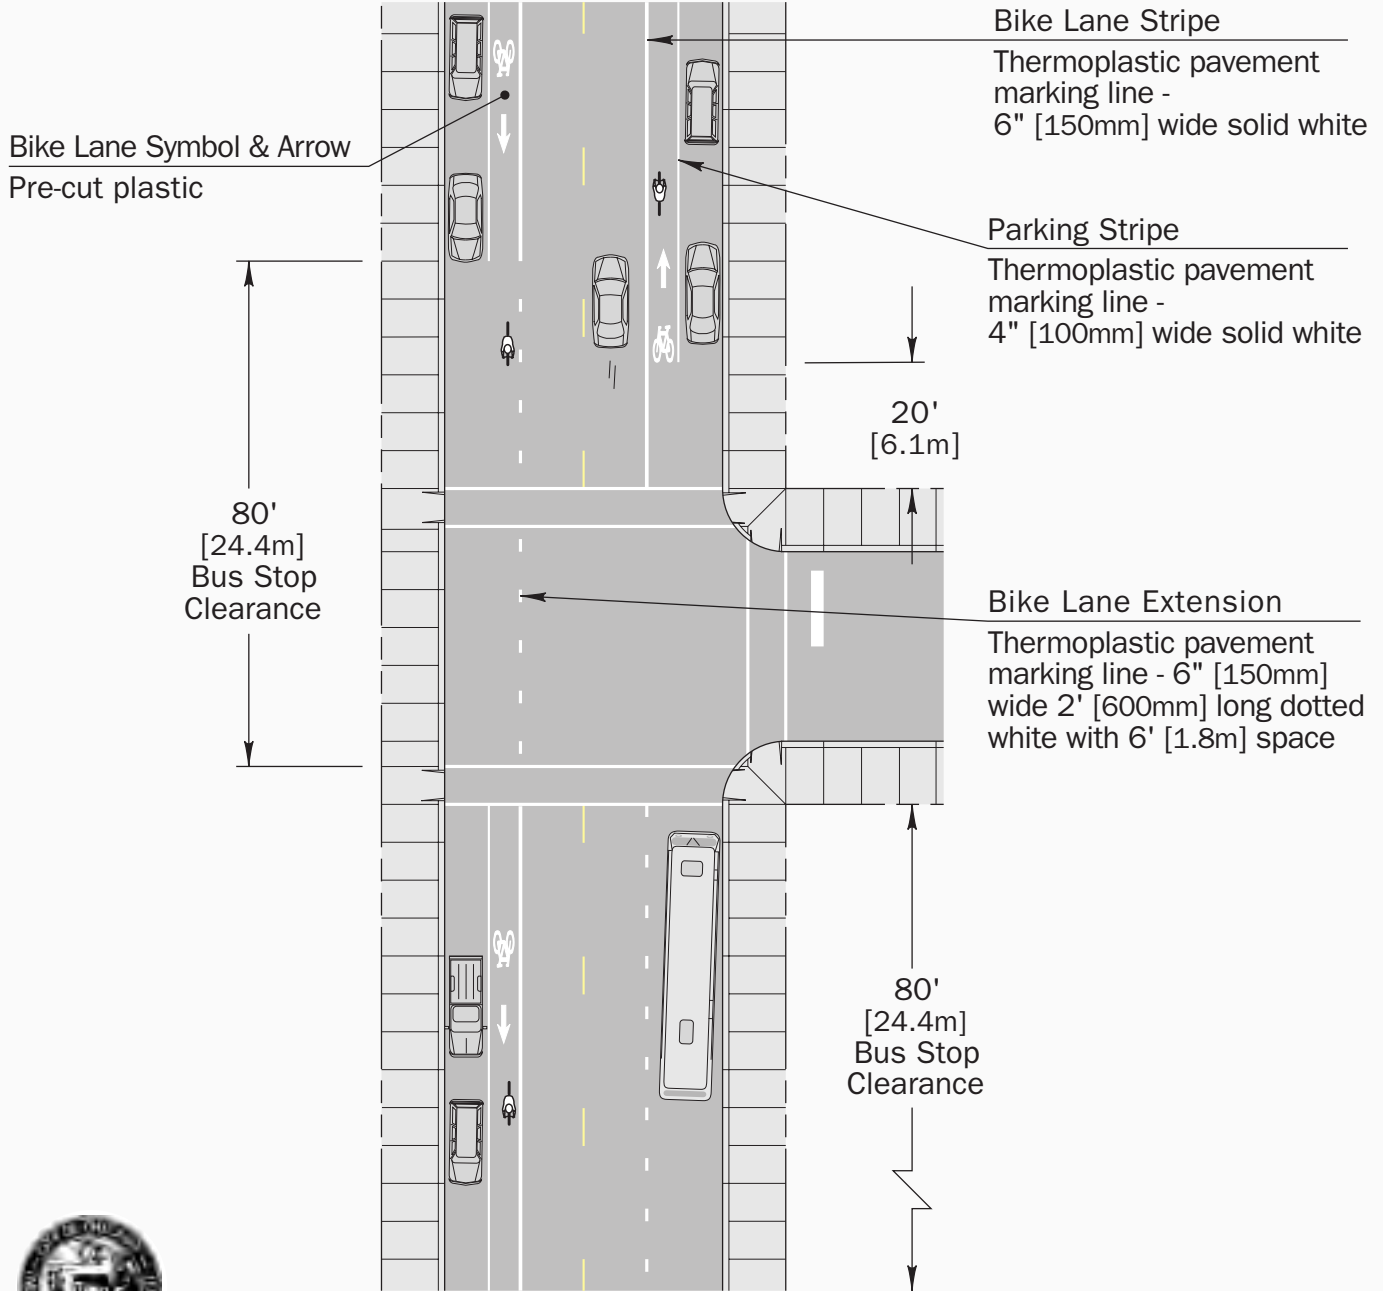 Bike Lane Stripe
Thermoplastic pavement
marking line -
6" [150mm] wide solid white
Bike Lane Symbol & Arrow
Pre-cut plastic
Parking Stripe
Thermoplastic pavement
marking line -
4" [100mm] wide solid white
20'
[6.1m]
80'
[24.4m]
Bus Stop
Clearance
Bike Lane Extension
Thermoplastic pavement
marking line - 6" [150mm]
wide 2' [600mm] long dotted
white with 6' [1.8m] space
80'
[24.4m]
Bus Stop
Clearance